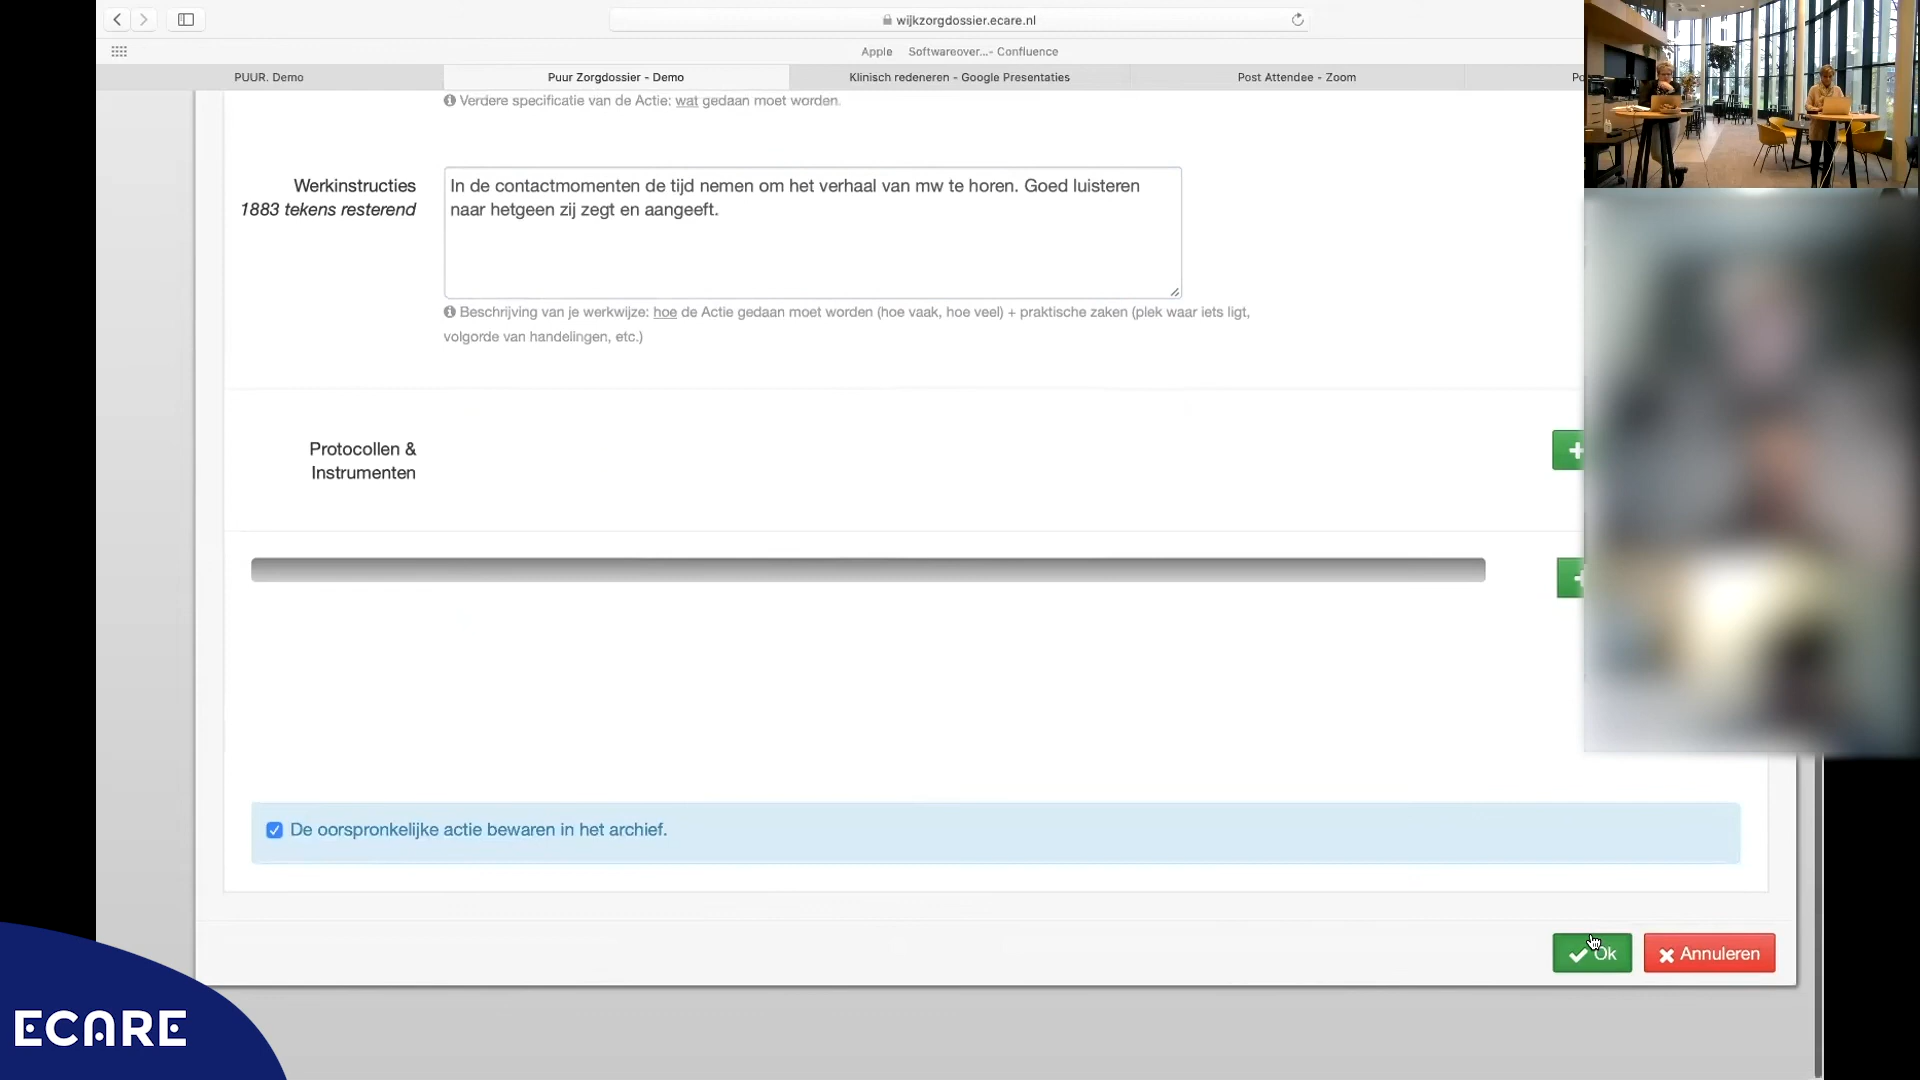 wijkzorgdossier.ecare.nl
Apple Softwareover...- Confluence
PUUR. Demo Puur Zorgdossier - Demo Klinisch redeneren - Google Presentaties Post Attendee - Zoom
Verdere specificatie van de Actie: wat gedaan moet worden.
Werkinstructies
1883 tekens resterend
In de contactmomenten de tijd nemen om het verhaal van mw te horen. Goed luisteren
naar hetgeen zij zegt en aangeeft.
Beschrijving van je werkwijze: hoe de Actie gedaan moet worden (hoe vaak, hoe veel) + praktische zaken (plek waar iets ligt,
volgorde van handelingen, etc.)
Protocollen &
Instrumenten
De oorspronkelijke actie bewaren in het archief.
Ok Annuleren
ECARE